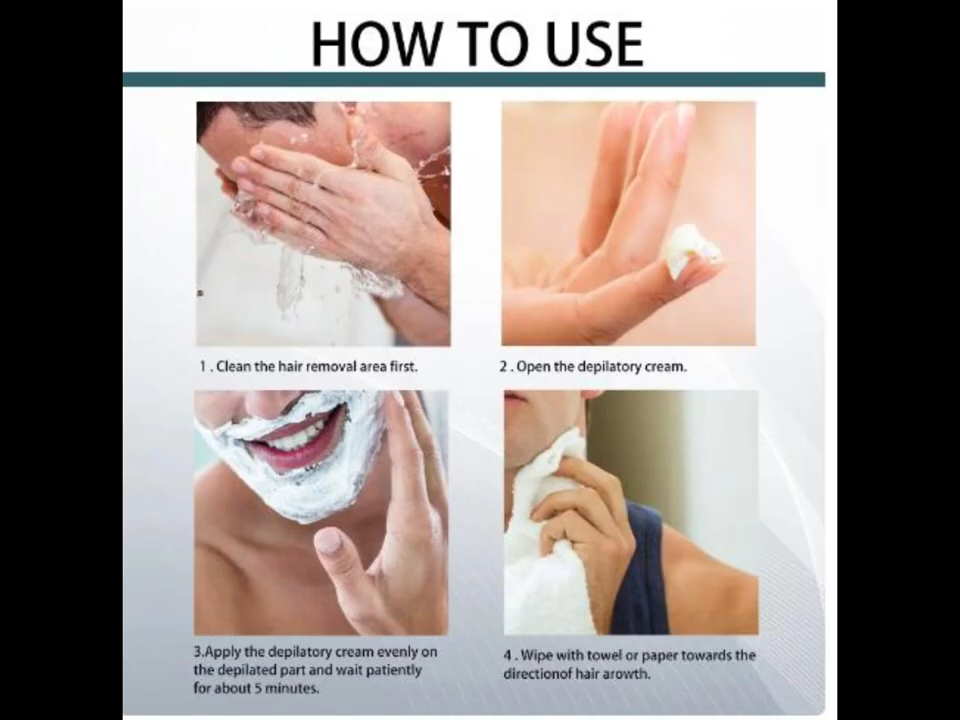 HOW TO USE
1 . Clean the hair removal area first.
2 . Open the depilatory cream.
3.Apply the depilatory cream evenly on
the depilated part and wait patiently
for about 5 minutes.
4 . Wipe with towel or paper towards the
directionof hair arowth.